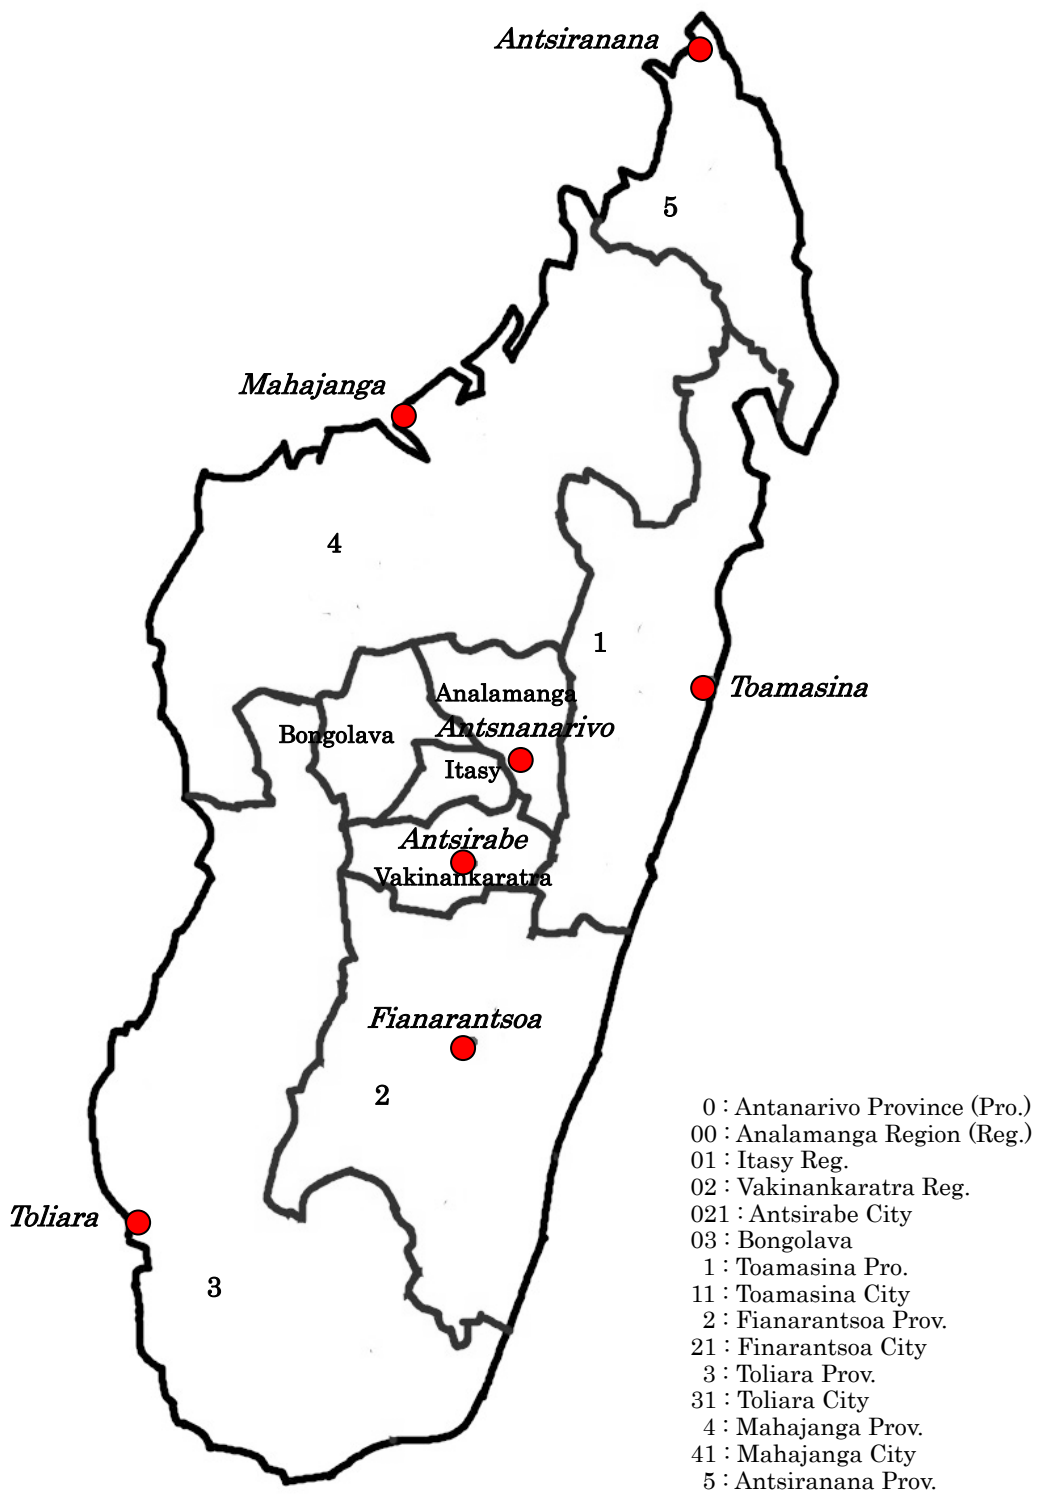 Antsiranana
5
Mahajanga
4
1
Analamanga
Toamasina
Antsnanarivo
Bongolava
Itasy
Antsirabe
Vakinankaratra
Fianarantsoa
2
Toliara
3
0 : Antanarivo Province (Pro.)
00 : Analamanga Region (Reg.)
01 : Itasy Reg.
02 : Vakinankaratra Reg.
021 : Antsirabe City
03 : Bongolava
1 : Toamasina Pro.
11 : Toamasina City
2 : Fianarantsoa Prov.
21 : Finarantsoa City
3 : Toliara Prov.
31 : Toliara City
4 : Mahajanga Prov.
41 : Mahajanga City
5 : Antsiranana Prov.